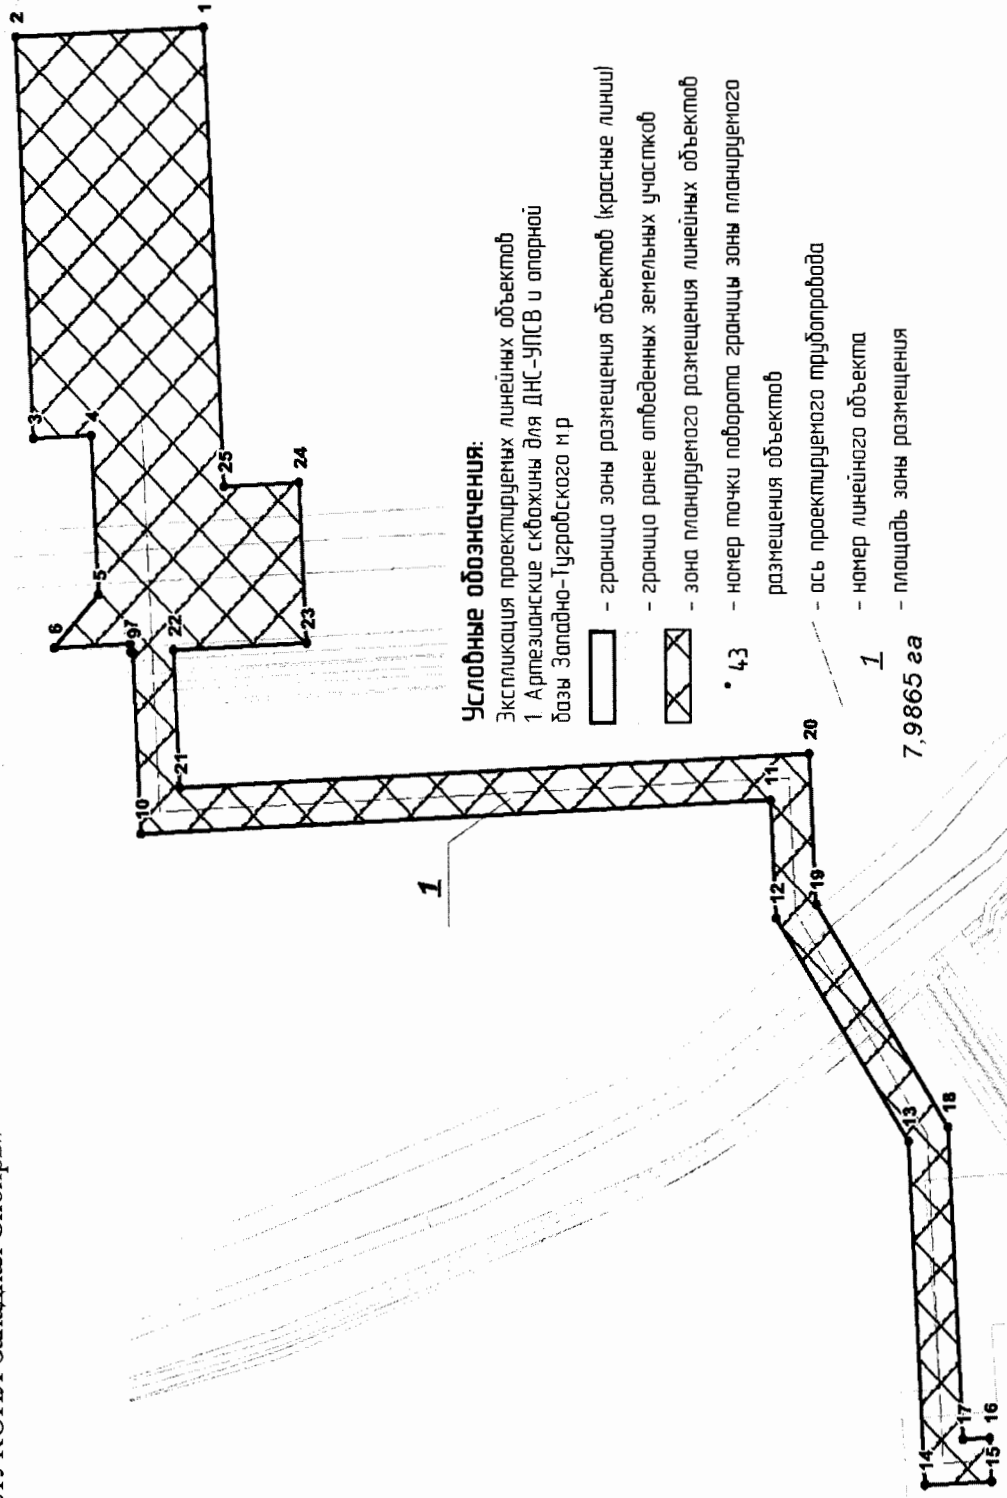 Условные обозначения:
Экспликация проектируемых линейных объектов
1. Артезианские скважины для ДНС-УПСВ и опорной
базы Западно-Тугровского м.р
- граница зоны размещения объектов (красные линии)
- граница ранее отведенных земельных участков
- зона планируемого размещения линейных объектов
43 - номер точки поворота границы зоны планируемого
размещения объектов
- ось проектируемого трубопровода
1 - номер линейного объекта
7,9865 га - площадь зоны размещения
1
2
1
3
4
5
6
97
10
22
21
23
24
25
11
12
20
19
13
18
14
17
15
16